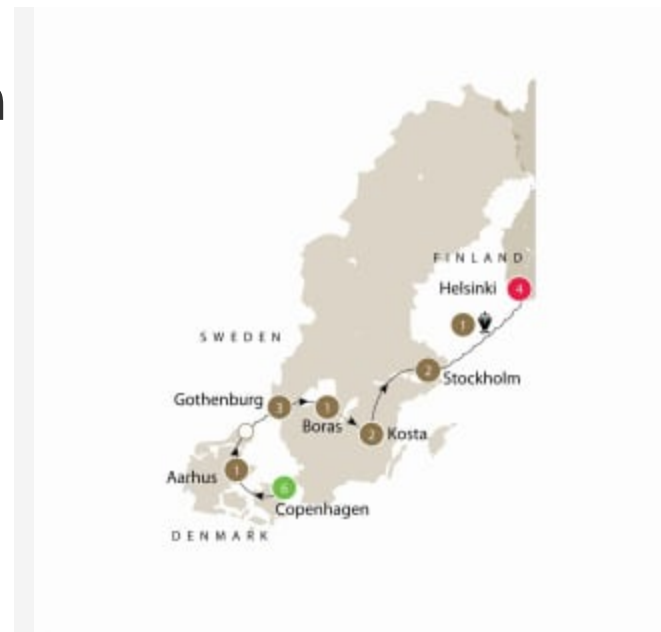 n
FINLAND
Helsinki 4
1
SWEDEN
2
Stockholm
Gothenburg 3 1
Boras 2 Kosta
Aarhus 1
6
Copenhagen
DENMARK